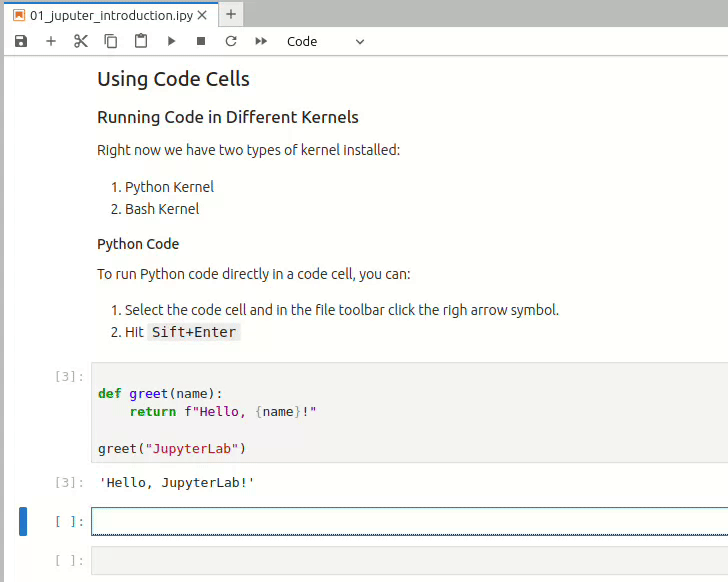 01_juputer_introduction.ipy
Code
Using Code Cells
Running Code in Different Kernels
Right now we have two types of kernel installed:
1. Python Kernel
2. Bash Kernel
Python Code
To run Python code directly in a code cell, you can:
1. Select the code cell and in the file toolbar click the righ arrow symbol.
2. Hit Sift+Enter
[3]:
def greet(name):
    return f"Hello, {name}!"
greet("JupyterLab")
[3]: 'Hello, JupyterLab!'
[ ]:
[ ]: